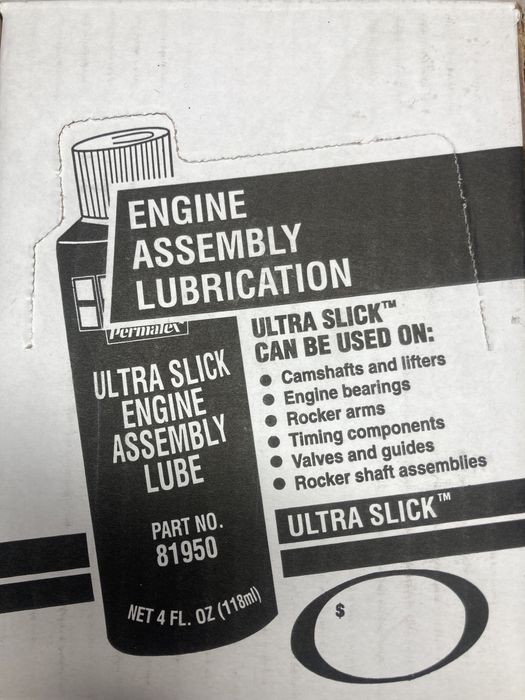 ENGINE
ASSEMBLY
LUBRICATION
Permatex
ULTRA SLICK
ENGINE
ASSEMBLY
LUBE
PART NO.
81950
NET 4 FL. OZ (118ml)
ULTRA SLICK™
CAN BE USED ON:
● Camshafts and lifters
● Engine bearings
● Rocker arms
● Timing components
● Valves and guides
● Rocker shaft assemblies
ULTRA SLICK™
$